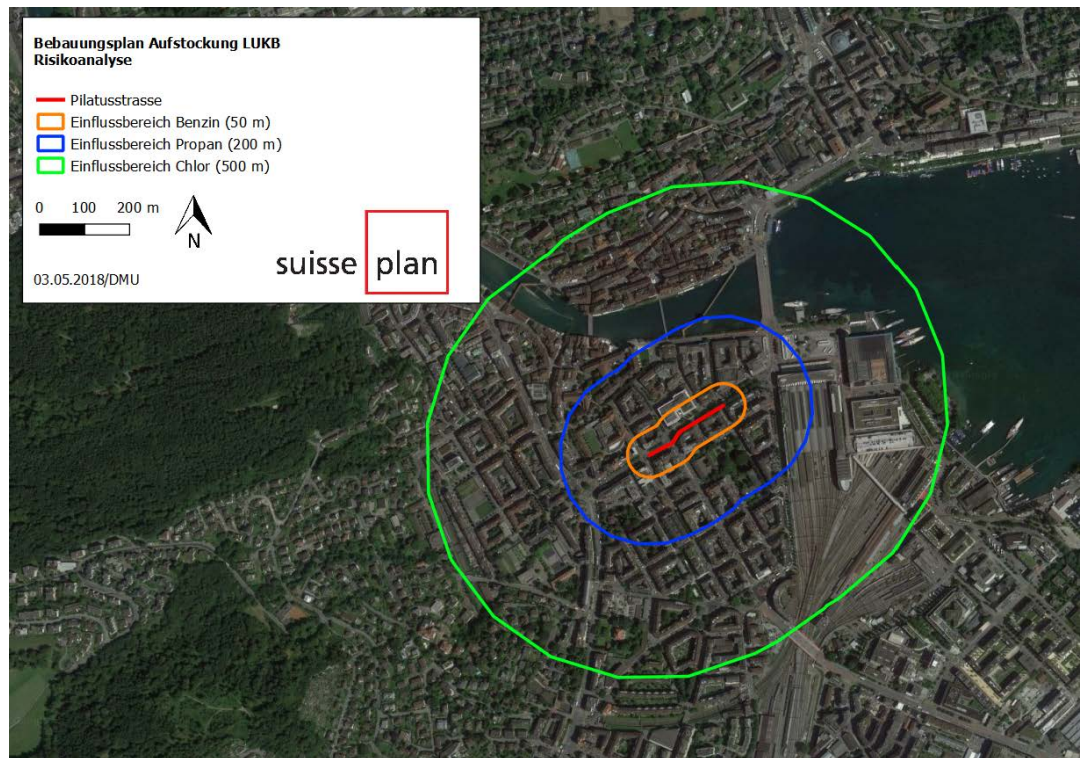 Bebauungsplan Aufstockung LUKB
Risikoanalyse
Pilatusstrasse
Einflussbereich Benzin (50 m)
Einflussbereich Propan (200 m)
Einflussbereich Chlor (500 m)
0 100 200 m
N
suisse plan
03.05.2018/DMU